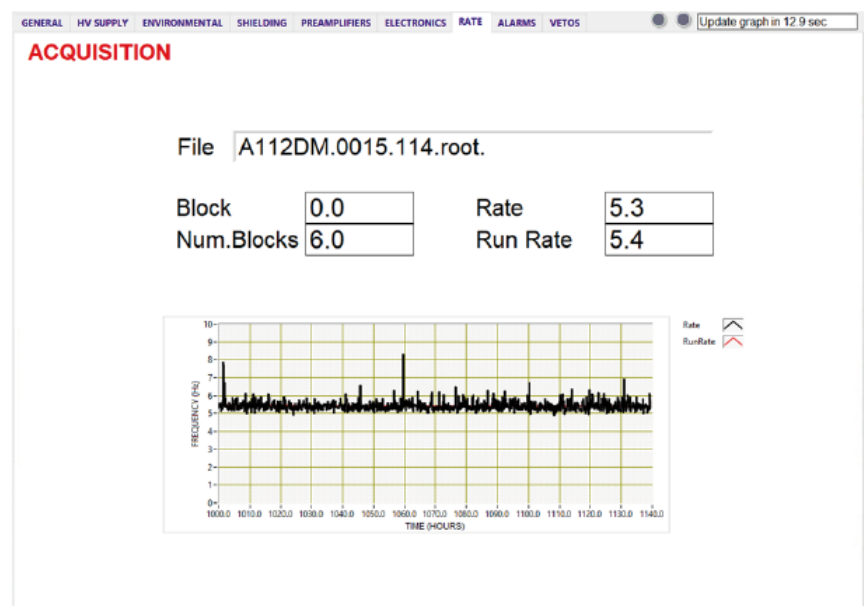 GENERAL HV SUPPLY ENVIRONMENTAL SHIELDING PREAMPLIFIERS ELECTRONICS RATE ALARMS VETOS Update graph in 12.9 sec
ACQUISITION
File A112DM.0015.114.root.
Block 0.0 Rate 5.3
Num.Blocks 6.0 Run Rate 5.4
Rate
RunRate
10
9
8
7
6
5
4
3
2
1
0
FREQUENCY (Hz)
1000.0 1010.0 1020.0 1030.0 1040.0 1050.0 1060.0 1070.0 1080.0 1090.0 1100.0 1110.0 1120.0 1130.0 1140.0
TIME (HOURS)